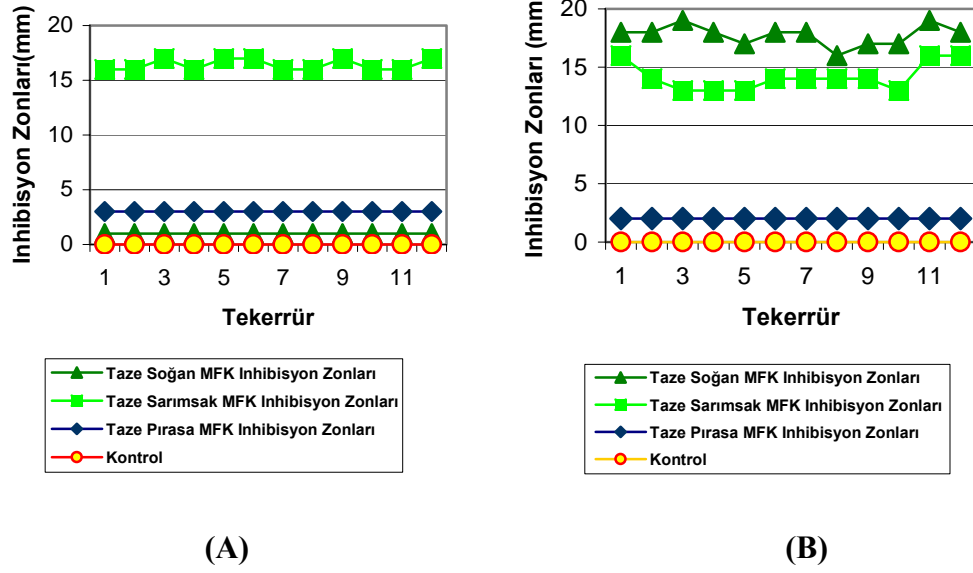 Inhibisyon Zonları(mm)
20
15
10
5
0
1 3 5 7 9 11
Tekerrür
Taze Soğan MFK Inhibisyon Zonları
Taze Sarımsak MFK Inhibisyon Zonları
Taze Pırasa MFK Inhibisyon Zonları
Kontrol
(A)
Inhibisyon Zonları (mm)
20
15
10
5
0
1 3 5 7 9 11
Tekerrür
Taze Soğan MFK Inhibisyon Zonları
Taze Sarımsak MFK Inhibisyon Zonları
Taze Pırasa MFK Inhibisyon Zonları
Kontrol
(B)